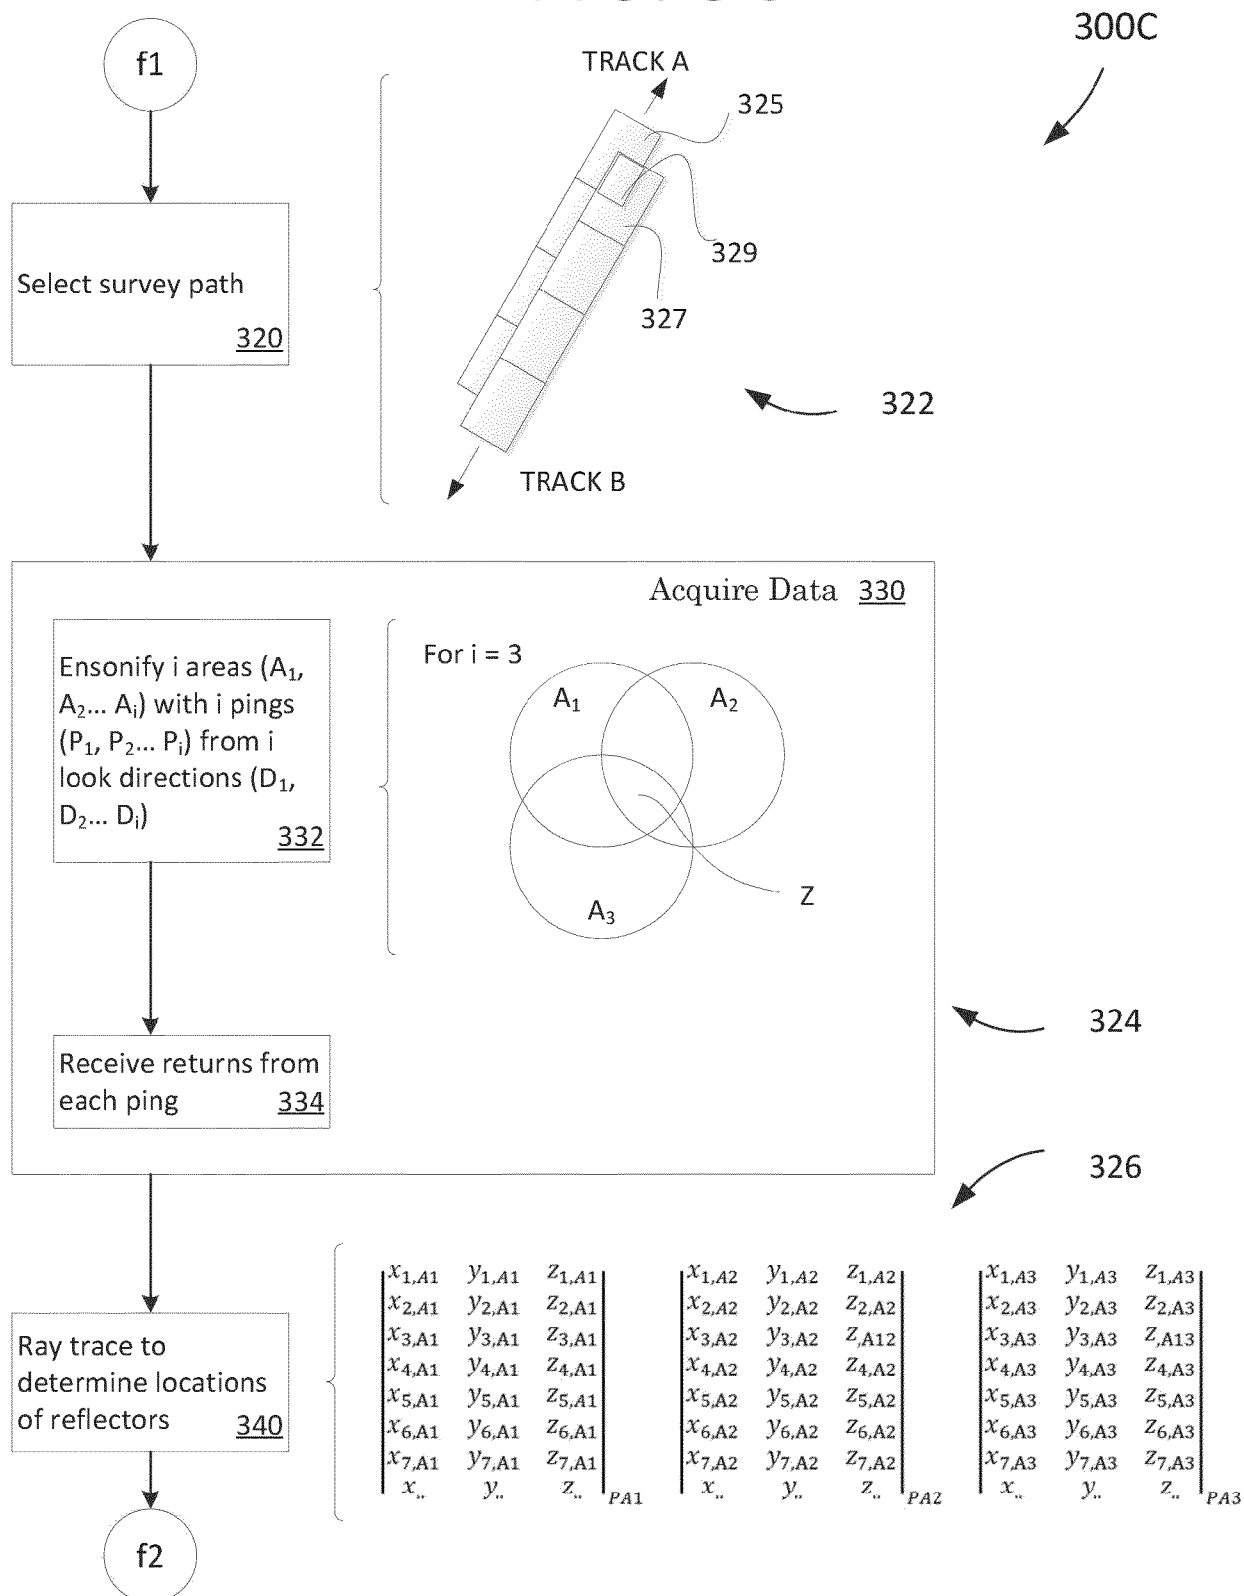 300C
f1
TRACK A
325
Select survey path
320
329
327
322
TRACK B
Acquire Data 330
Ensonify i areas (A₁,
A₂... Aᵢ) with i pings
(P₁, P₂... Pᵢ) from i
look directions (D₁,
D₂... Dᵢ)
332
For i = 3
A₁
A₂
A₃
Z
324
Receive returns from
each ping 334
326
Ray trace to
determine locations
of reflectors 340
x₁,A1 y₁,A1 z₁,A1
x₂,A1 y₂,A1 z₂,A1
x₃,A1 y₃,A1 z₃,A1
x₄,A1 y₄,A1 z₄,A1
x₅,A1 y₅,A1 z₅,A1
x₆,A1 y₆,A1 z₆,A1
x₇,A1 y₇,A1 z₇,A1
x.. y.. z..
PA1
x₁,A2 y₁,A2 z₁,A2
x₂,A2 y₂,A2 z₂,A2
x₃,A2 y₃,A2 z,A12
x₄,A2 y₄,A2 z₄,A2
x₅,A2 y₅,A2 z₅,A2
x₆,A2 y₆,A2 z₆,A2
x₇,A2 y₇,A2 z₇,A2
x.. y.. z..
PA2
x₁,A3 y₁,A3 z₁,A3
x₂,A3 y₂,A3 z₂,A3
x₃,A3 y₃,A3 z,A13
x₄,A3 y₄,A3 z₄,A3
x₅,A3 y₅,A3 z₅,A3
x₆,A3 y₆,A3 z₆,A3
x₇,A3 y₇,A3 z₇,A3
x.. y.. z..
PA3
f2